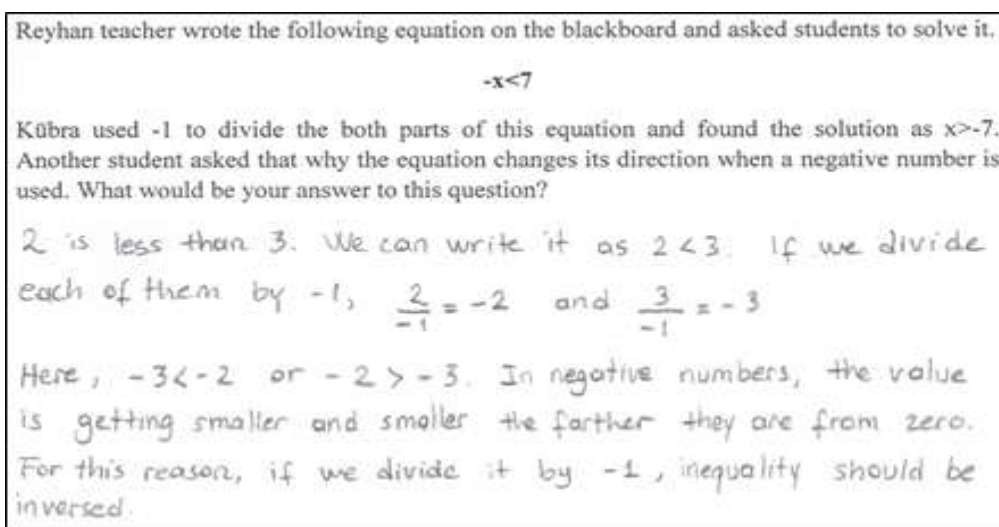 Reyhan teacher wrote the following equation on the blackboard and asked students to solve it.
-x<7
Kübra used -1 to divide the both parts of this equation and found the solution as x>-7.
Another student asked that why the equation changes its direction when a negative number is
used. What would be your answer to this question?
2 is less than 3. We can write it as 2<3. If we divide
each of them by -1, 2/-1 = -2 and 3/-1 = -3
Here, -3<-2 or -2>-3. In negative numbers, the value
is getting smaller and smaller the farther they are from zero.
For this reason, if we divide it by -1, inequality should be
inversed.